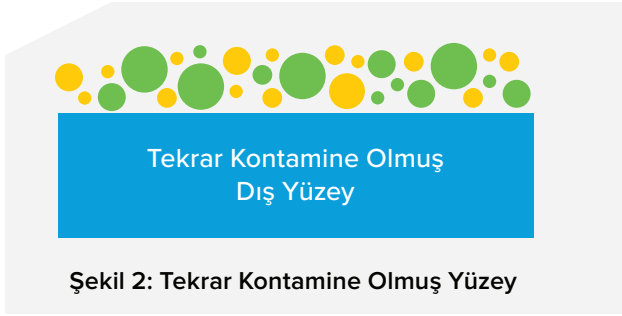 Tekrar Kontamine Olmuş
Dış Yüzey
Şekil 2: Tekrar Kontamine Olmuş Yüzey